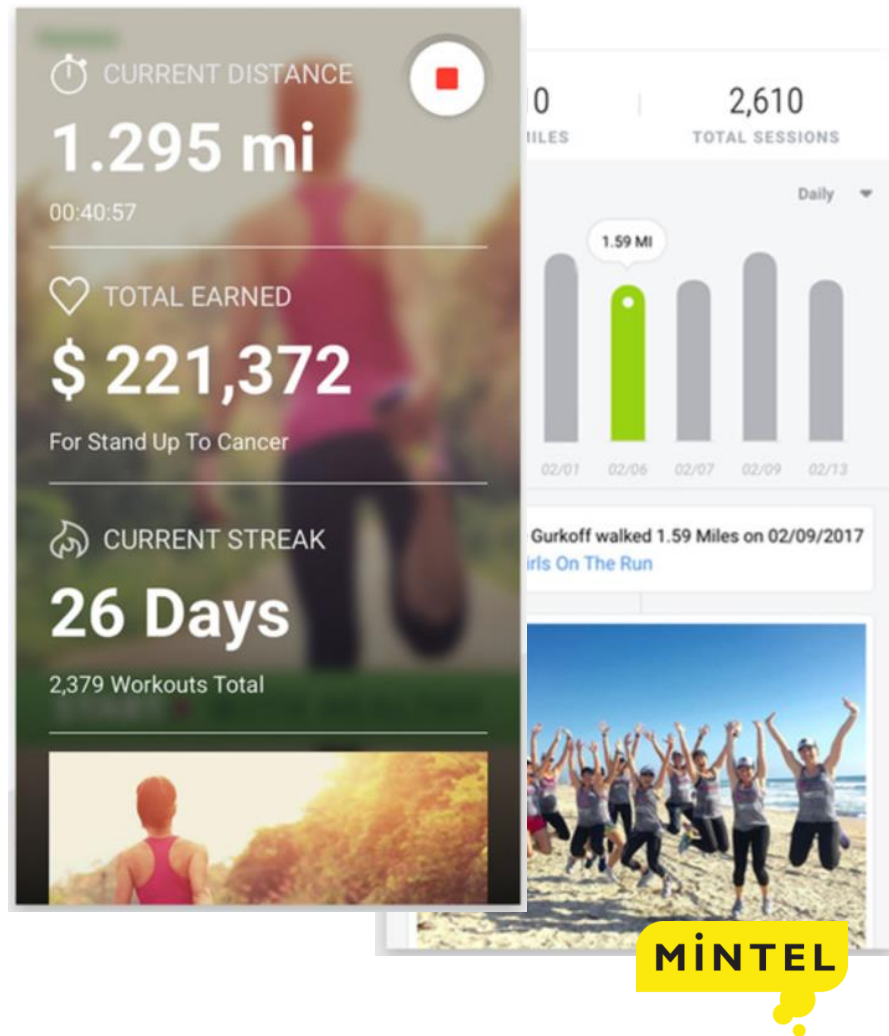 CURRENT DISTANCE
1.295 mi
00:40:57
TOTAL EARNED
$ 221,372
For Stand Up To Cancer
CURRENT STREAK
26 Days
2,379 Workouts Total
0
2,610
TOTAL SESSIONS
Daily
1.59 MI
02/01 02/06 02/07 02/09 02/13
Gurkoff walked 1.59 Miles on 02/09/2017
On The Run
MiNTEL